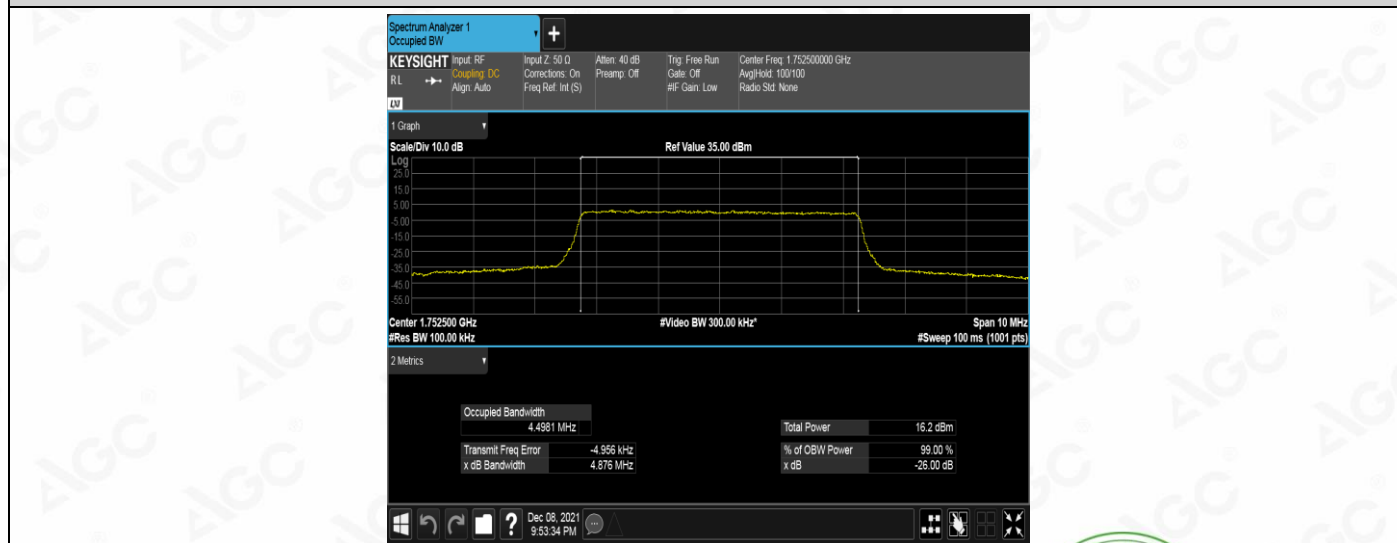 Spectrum Analyzer 1
Occupied BW
+
KEYSIGHT
RL
LXI
Input: RF
Coupling: DC
Align: Auto
Input Z: 50 Ω
Corrections: On
Freq Ref: Int (S)
Atten: 40 dB
Preamp: Off
Trig: Free Run
Gate: Off
#IF Gain: Low
Center Freq: 1.752500000 GHz
Avg|Hold: 100/100
Radio Std: None
1 Graph
Scale/Div 10.0 dB
Ref Value 35.00 dBm
Log
25.0
15.0
5.00
-5.00
-15.0
-25.0
-35.0
-45.0
-55.0
Center 1.752500 GHz
#Video BW 300.00 kHz*
Span 10 MHz
#Res BW 100.00 kHz
#Sweep 100 ms (1001 pts)
2 Metrics
Occupied Bandwidth
4.4981 MHz
Total Power 16.2 dBm
Transmit Freq Error -4.956 kHz
% of OBW Power 99.00 %
x dB Bandwidth 4.876 MHz
x dB -26.00 dB
?
Dec 08, 2021
9:53:34 PM
AGC